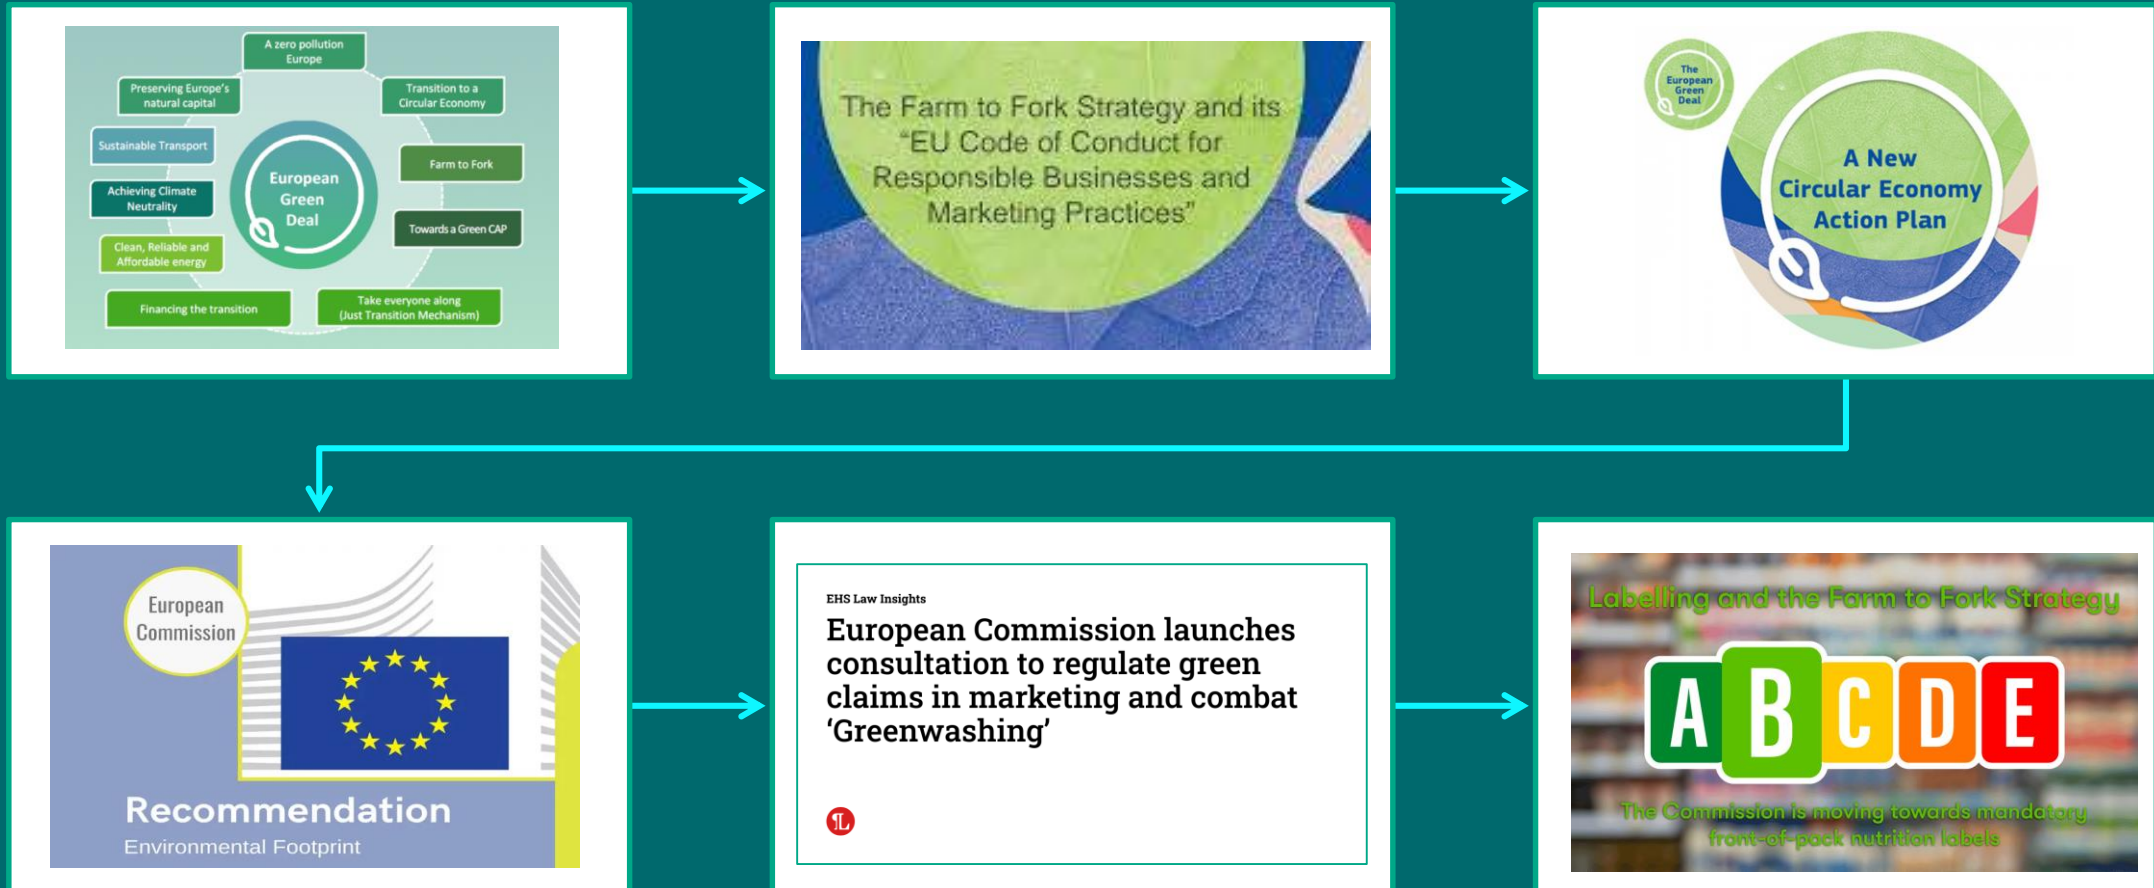 A zero pollution
Europe
Preserving Europe's
natural capital
Transition to a
Circular Economy
Sustainable Transport
Farm to Fork
European
Green
Deal
Achieving Climate
Neutrality
Towards a Green CAP
Clean, Reliable and
Affordable energy
Financing the transition
Take everyone along
(Just Transition Mechanism)
The Farm to Fork Strategy and its
“EU Code of Conduct for
Responsible Businesses and
Marketing Practices”
The
European
Green
Deal
A New
Circular Economy
Action Plan
European
Commission
Recommendation
Environmental Footprint
EHS Law Insights
European Commission launches
consultation to regulate green
claims in marketing and combat
‘Greenwashing’
Labelling and the Farm to Fork Strategy
A B C D E
The Commission is moving towards mandatory
front-of-pack nutrition labels